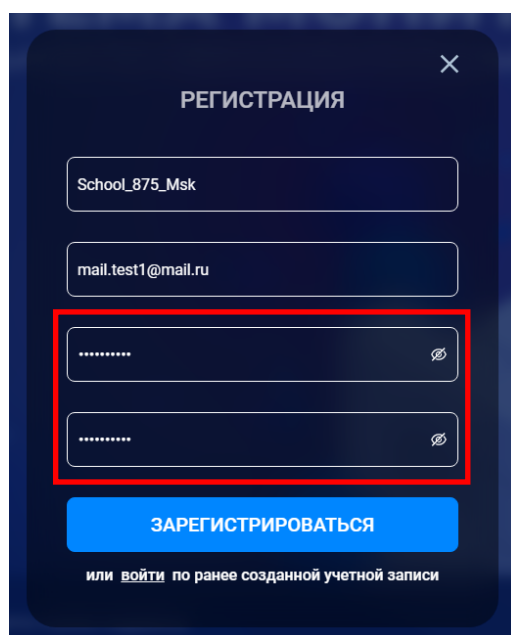 РЕГИСТРАЦИЯ
School_875_Msk
mail.test1@mail.ru
••••••••••
••••••••••
ЗАРЕГИСТРИРОВАТЬСЯ
или войти по ранее созданной учетной записи